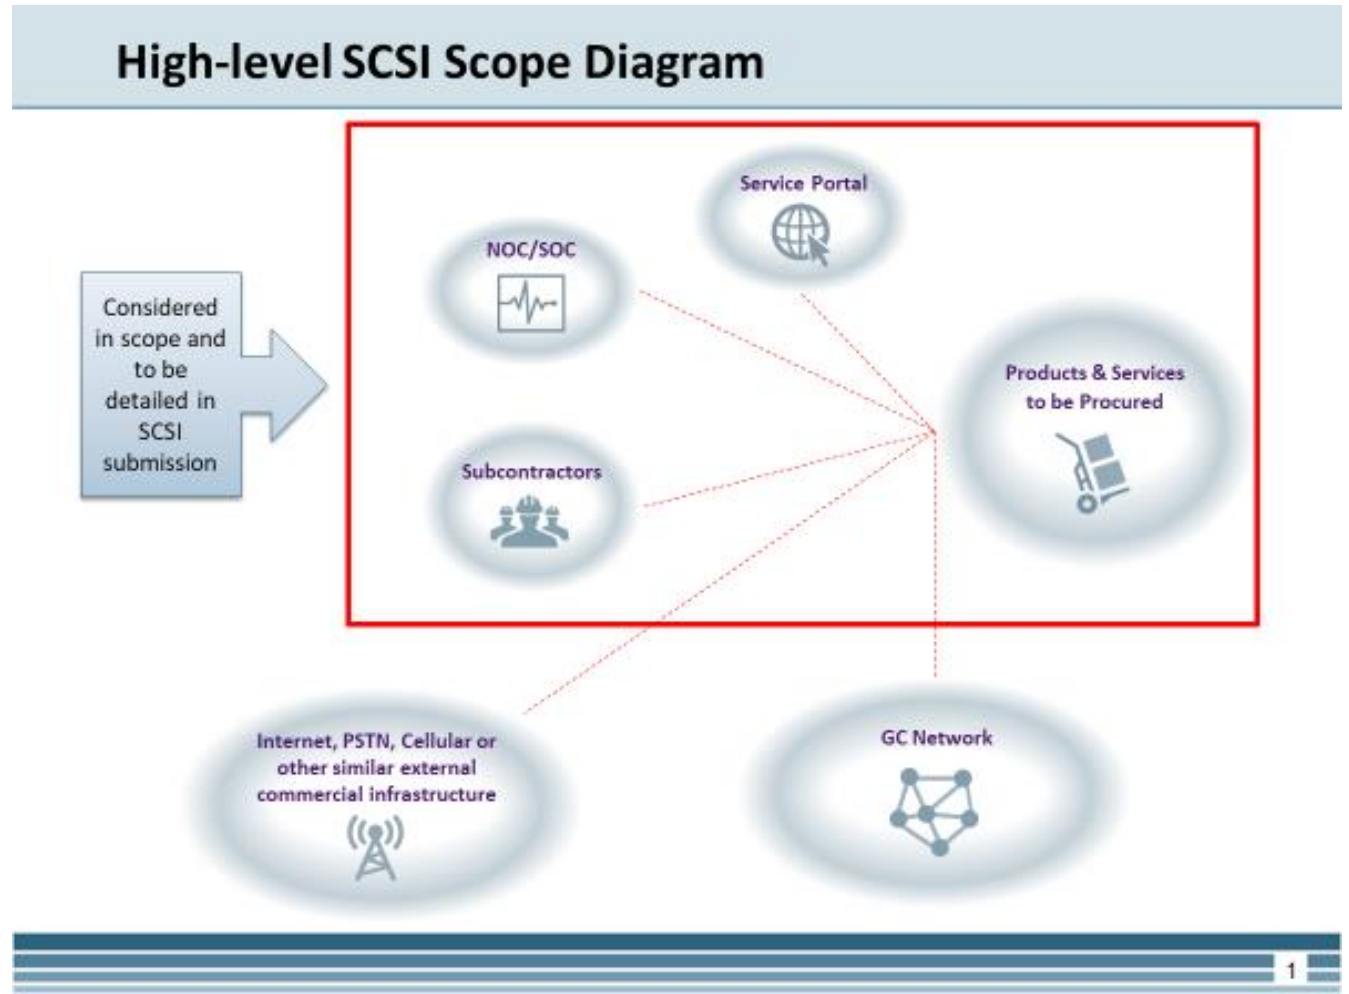 High-level SCSI Scope Diagram
Service Portal
NOC/SOC
Considered
in scope and
to be
detailed in
SCSI
submission
Products & Services
to be Procured
Subcontractors
Internet, PSTN, Cellular or
other similar external
commercial infrastructure
GC Network
1